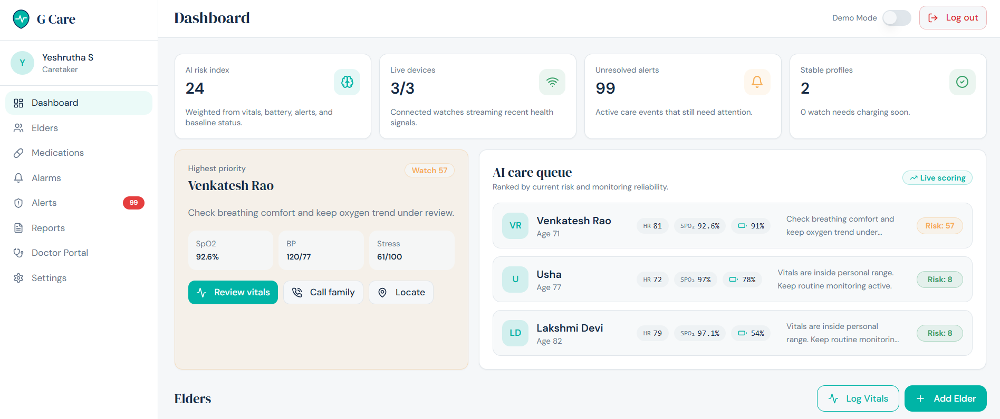 G Care
Yeshrutha S
Caretaker
Dashboard
Elders
Medications
Alarms
Alerts
99
Reports
Doctor Portal
Settings
Dashboard
Demo Mode
Log out
AI risk index
24
Weighted from vitals, battery, alerts, and
baseline status.
Live devices
3/3
Connected watches streaming recent health
signals.
Unresolved alerts
99
Active care events that still need attention.
Stable profiles
2
0 watch needs charging soon.
Highest priority
Watch 57
Venkatesh Rao
Check breathing comfort and keep oxygen trend under review.
SpO2
92.6%
BP
120/77
Stress
61/100
Review vitals
Call family
Locate
AI care queue
Ranked by current risk and monitoring reliability.
Live scoring
VR
Venkatesh Rao
Age 71
HR 81
SPO₂ 92.6%
91%
Check breathing comfort and
keep oxygen trend under...
Risk: 57
U
Usha
Age 77
HR 72
SPO₂ 97%
78%
Vitals are inside personal range.
Keep routine monitoring active.
Risk: 8
LD
Lakshmi Devi
Age 82
HR 79
SPO₂ 97.1%
54%
Vitals are inside personal
range. Keep routine monitorin...
Risk: 8
Elders
Log Vitals
Add Elder
Y